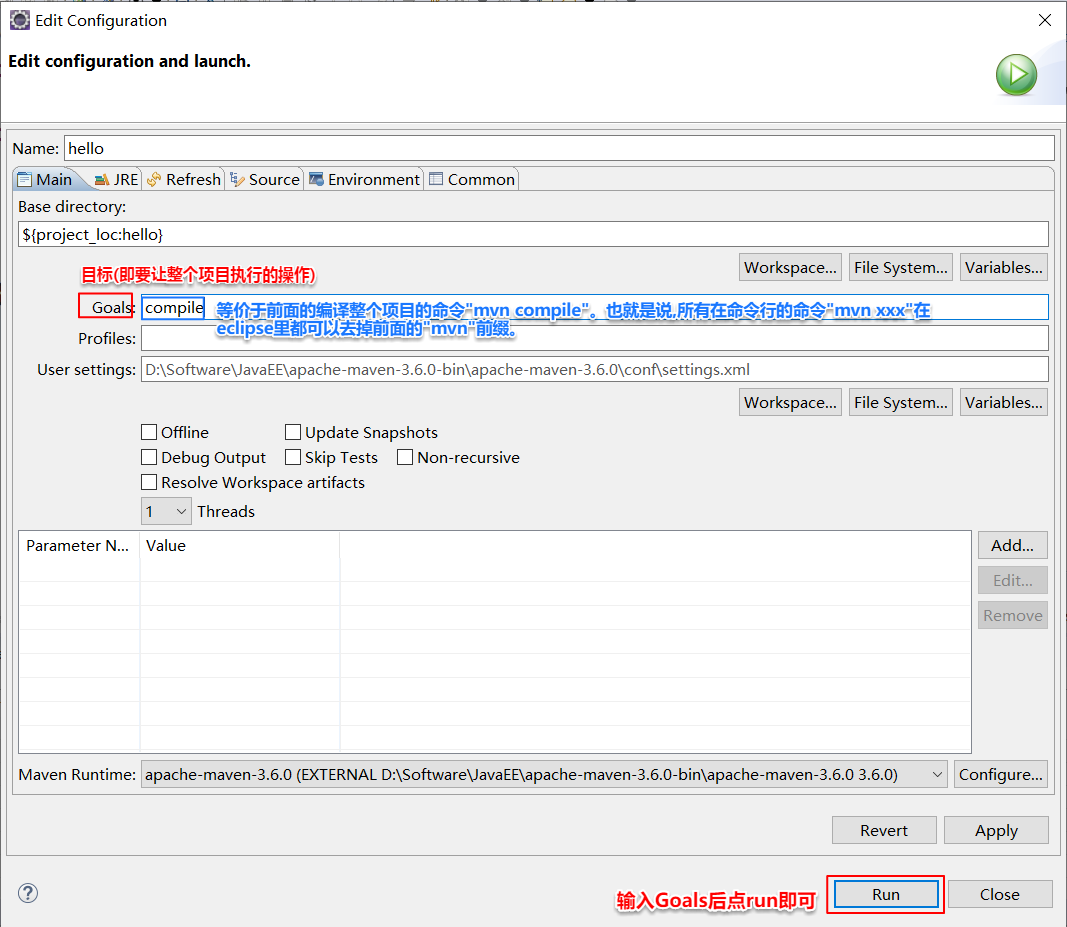 Edit Configuration
Edit configuration and launch.
Name: hello
Main JRE Refresh Source Environment Common
Base directory:
${project_loc:hello}
目标(即要让整个项目执行的操作)
Workspace... File System... Variables...
Goals: compile 等价于前面的编译整个项目的命令"mvn compile"。也就是说,所有在命令行的命令"mvn xxx"在
eclipse里都可以去掉前面的"mvn"前缀。
Profiles:
User settings: D:\Software\JavaEE\apache-maven-3.6.0-bin\apache-maven-3.6.0\conf\settings.xml
Workspace... File System... Variables...
Offline Update Snapshots
Debug Output Skip Tests Non-recursive
Resolve Workspace artifacts
1 Threads
Parameter N... Value Add...
Edit...
Remove
Maven Runtime: apache-maven-3.6.0 (EXTERNAL D:\Software\JavaEE\apache-maven-3.6.0-bin\apache-maven-3.6.0 3.6.0) Configure...
Revert Apply
? 输入Goals后点run即可 Run Close